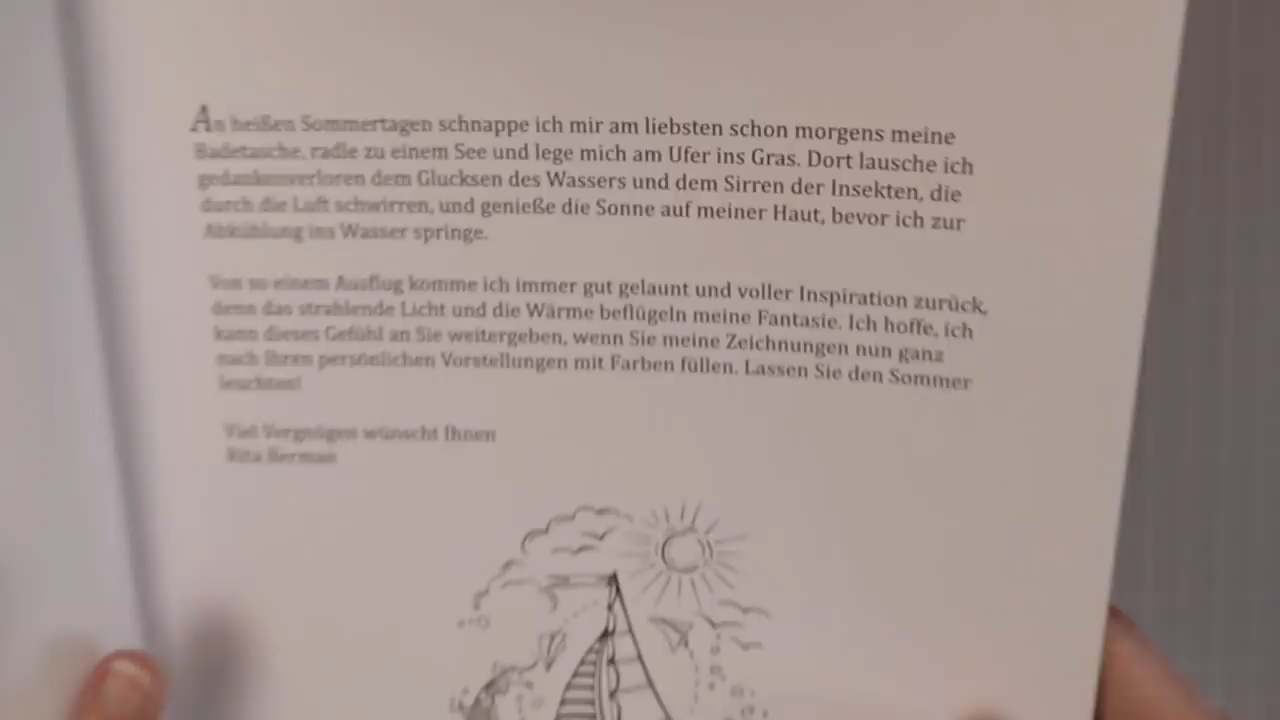 An heißen Sommertagen schnappe ich mir am liebsten schon morgens meine
Badetasche, radle zu einem See und lege mich am Ufer ins Gras. Dort lausche ich
gedankenverloren dem Glucksen des Wassers und dem Sirren der Insekten, die
durch die Luft schwirren, und genieße die Sonne auf meiner Haut, bevor ich zur
Abkühlung ins Wasser springe.
Von so einem Ausflug komme ich immer gut gelaunt und voller Inspiration zurück,
denn das strahlende Licht und die Wärme beflügeln meine Fantasie. Ich hoffe, ich
kann dieses Gefühl an Sie weitergeben, wenn Sie meine Zeichnungen nun ganz
nach Ihren persönlichen Vorstellungen mit Farben füllen. Lassen Sie den Sommer
leuchten!
Viel Vergnügen wünscht Ihnen
Rita Berman